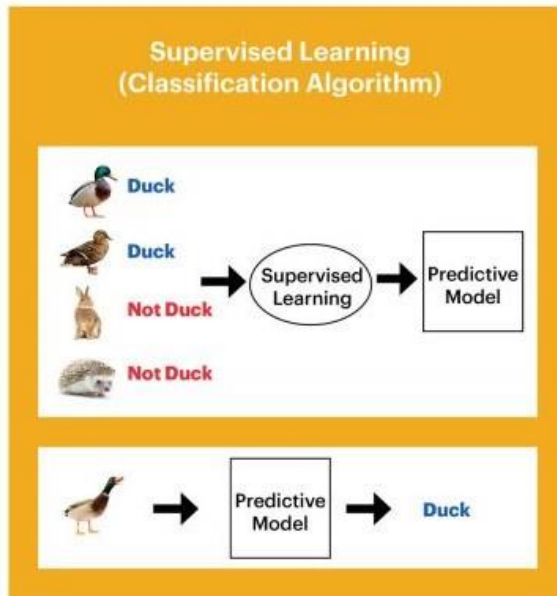 Supervised Learning
(Classification Algorithm)
Duck
Duck
Not Duck
Not Duck
Supervised
Learning
Predictive
Model
Predictive
Model
Duck